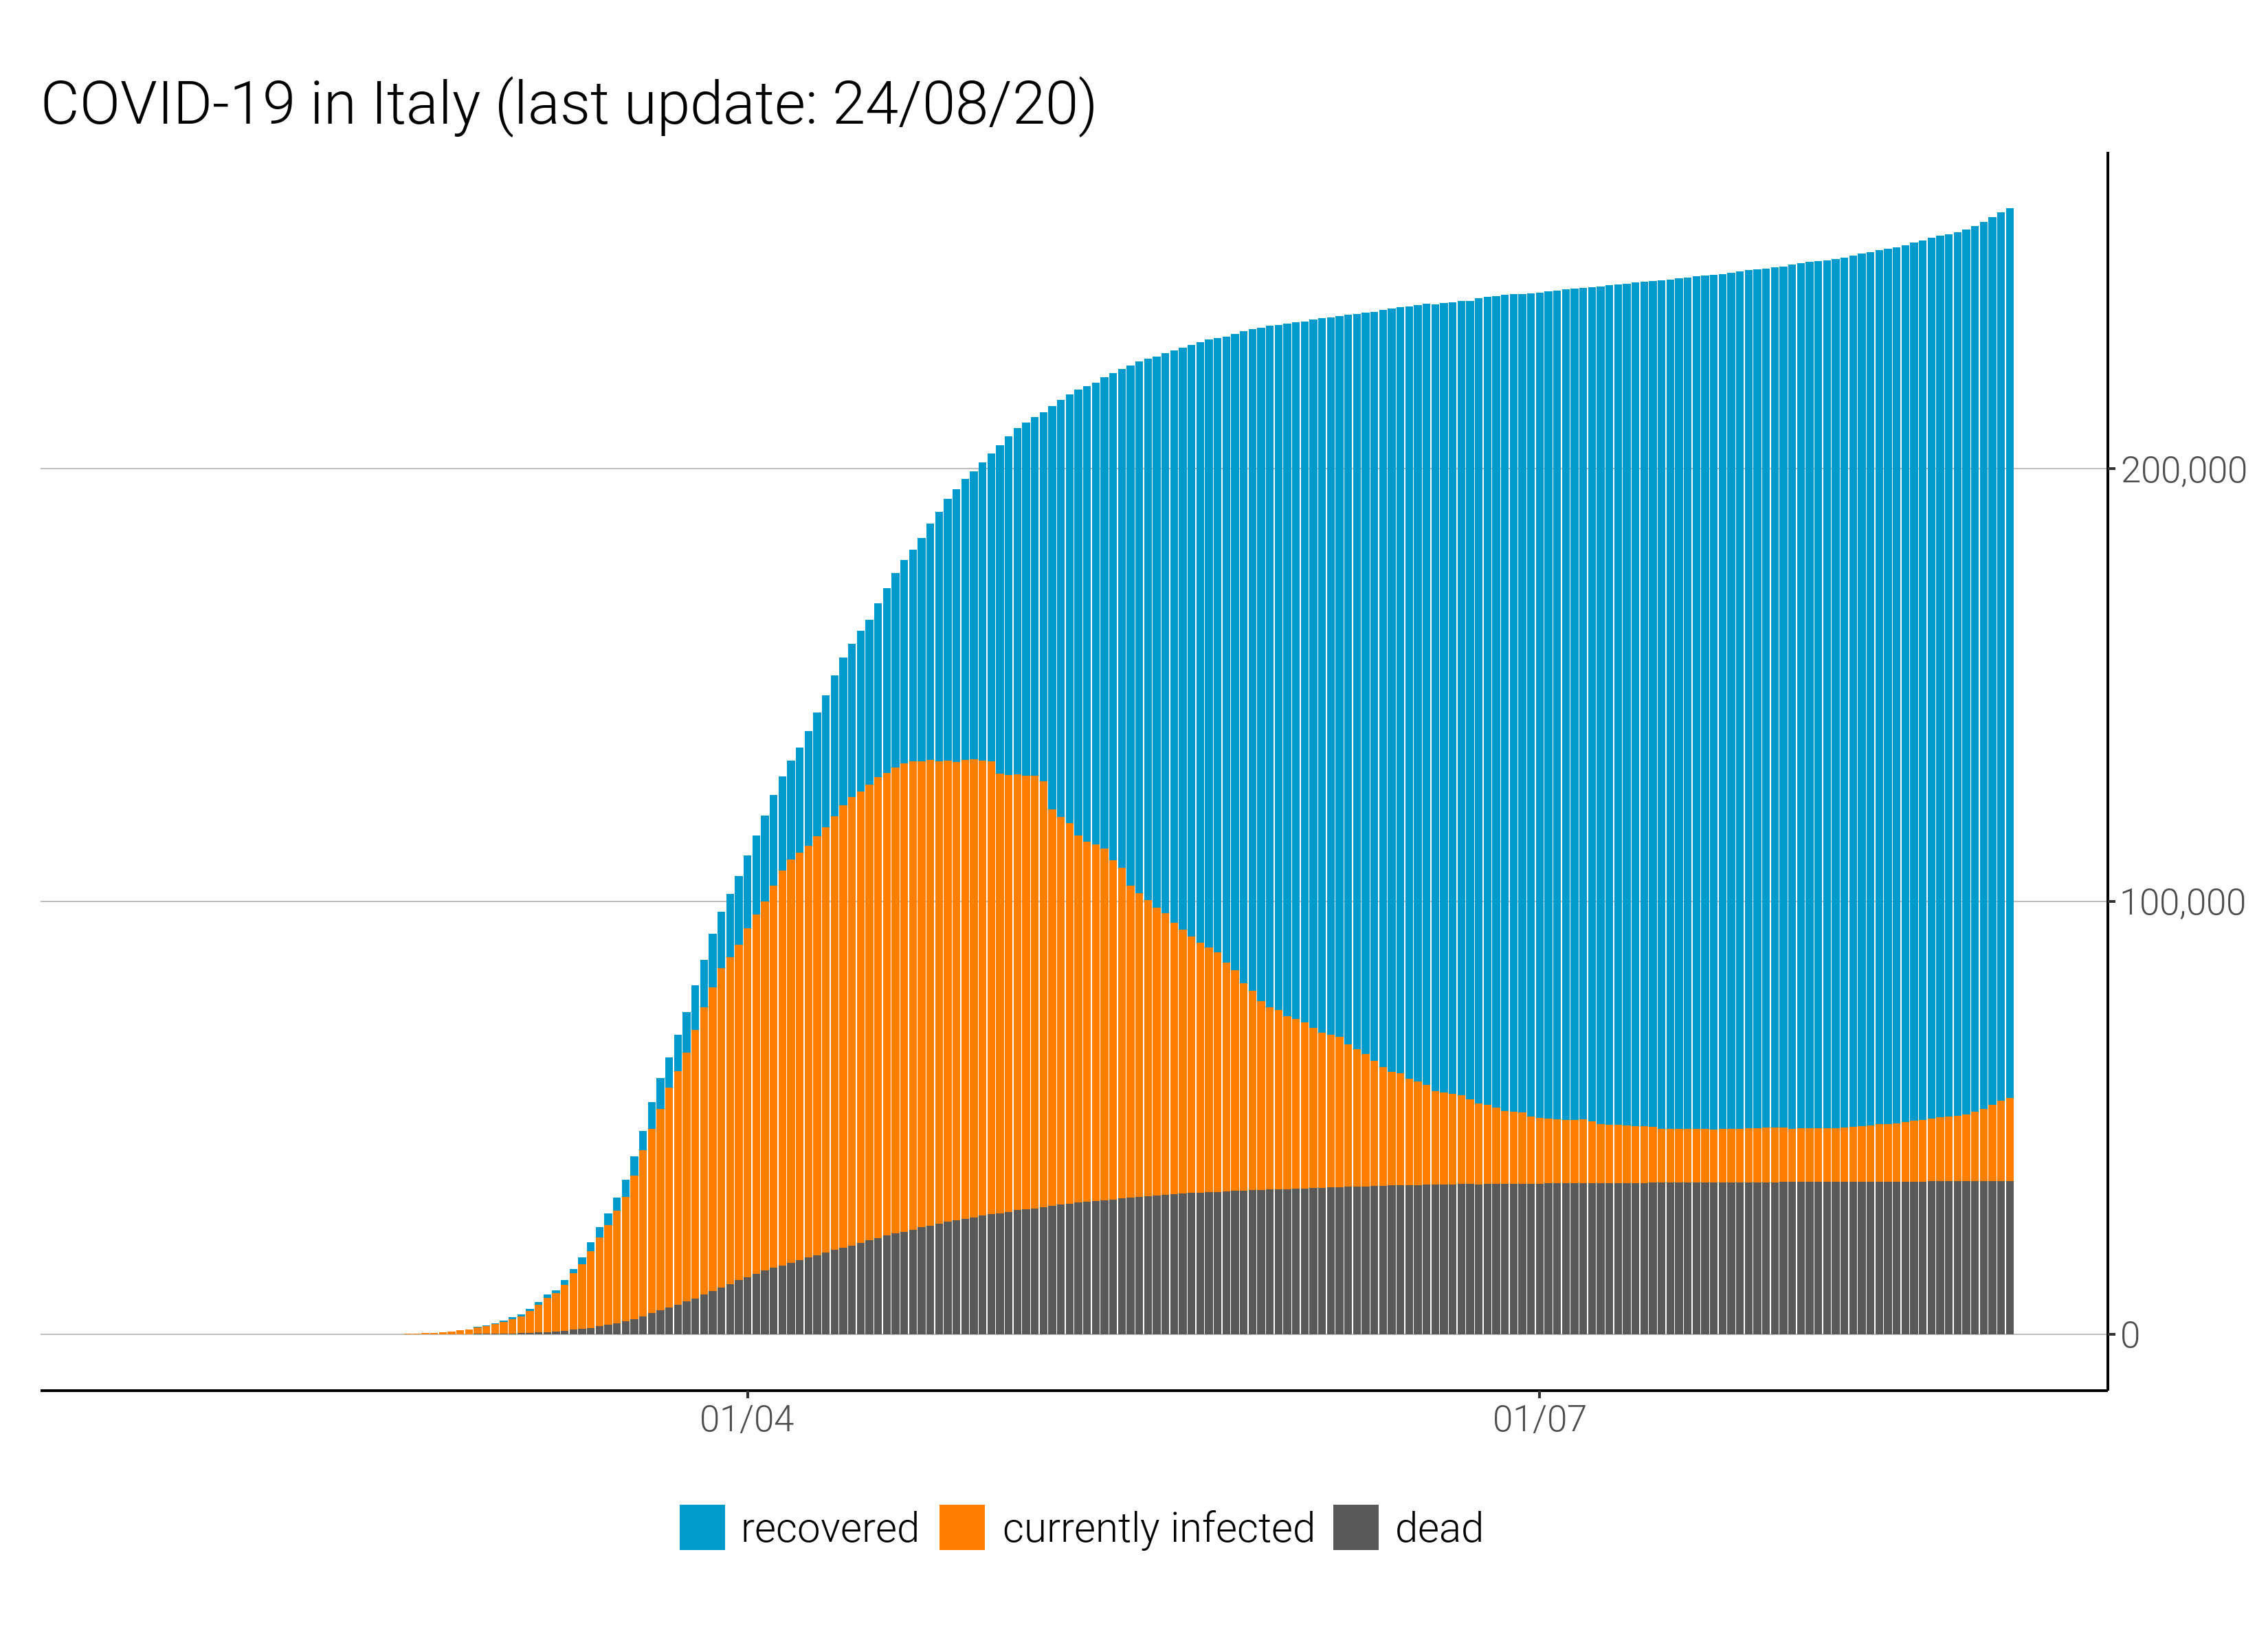 COVID-19 in Italy (last update: 24/08/20)
200,000
100,000
0
01/04 01/07
recovered currently infected dead